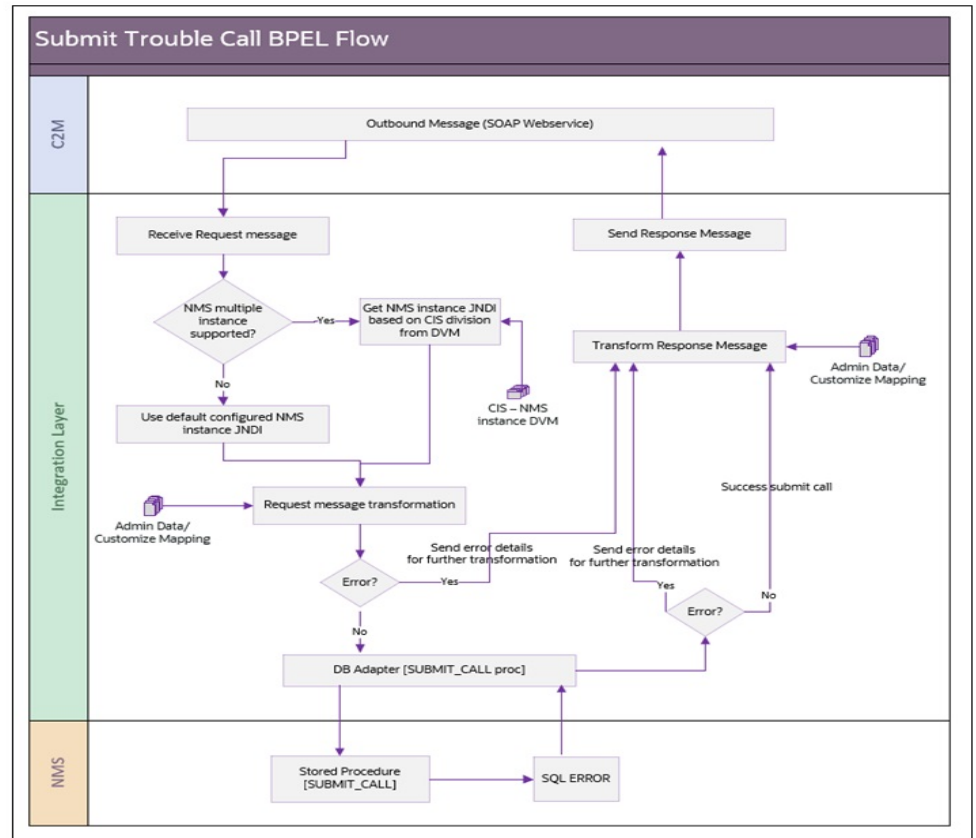 Submit Trouble Call BPEL Flow
C2M
Outbound Message (SOAP Webservice)
Integration Layer
Receive Request message
Send Response Message
NMS multiple
instance
supported?
Yes
Get NMS instance JNDI
based on CIS division
from DVM
Transform Response Message
Admin Data/
Customize Mapping
No
CIS – NMS
instance DVM
Use default configured NMS
instance JNDI
Success submit call
Request message transformation
Admin Data/
Customize Mapping
Send error details
for further transformation
Send error details
for further transformation
Error?
Yes
Yes
No
Error?
No
DB Adapter [SUBMIT_CALL proc]
NMS
Stored Procedure
[SUBMIT_CALL]
SQL ERROR